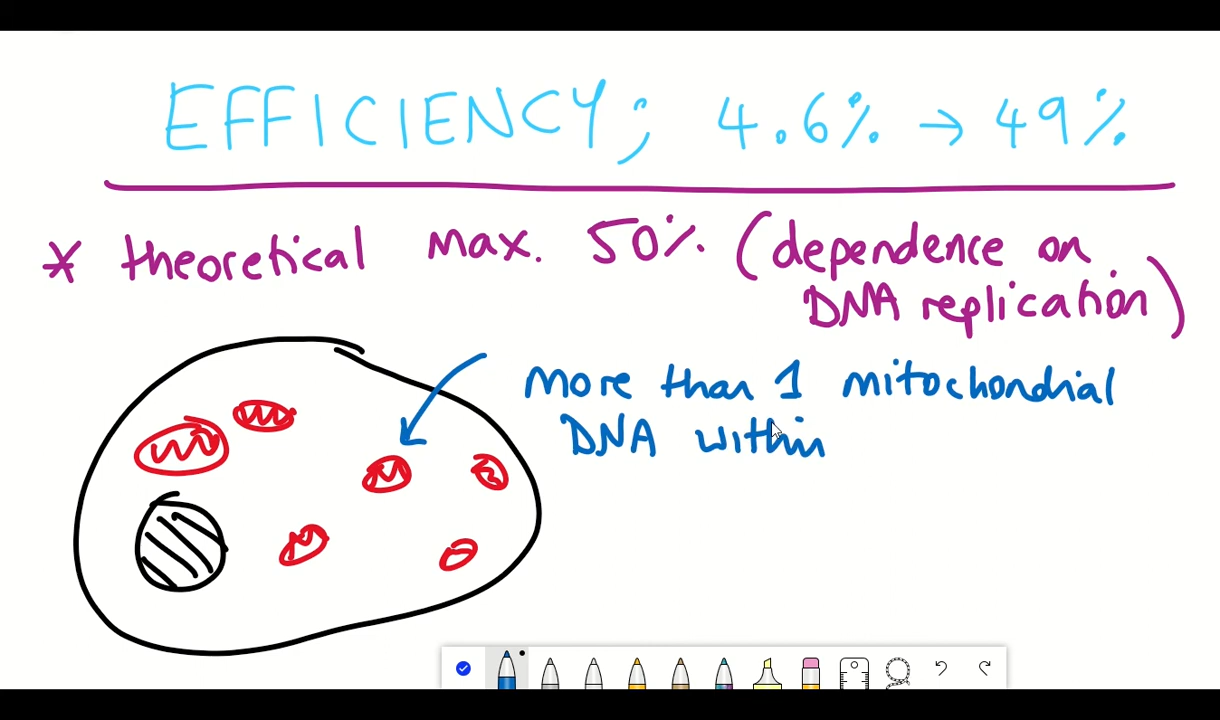 EFFICIENCY; 4.6% → 49%
* theoretical max. 50% (dependence on
DNA replication)
more than 1 mitochondrial
DNA within